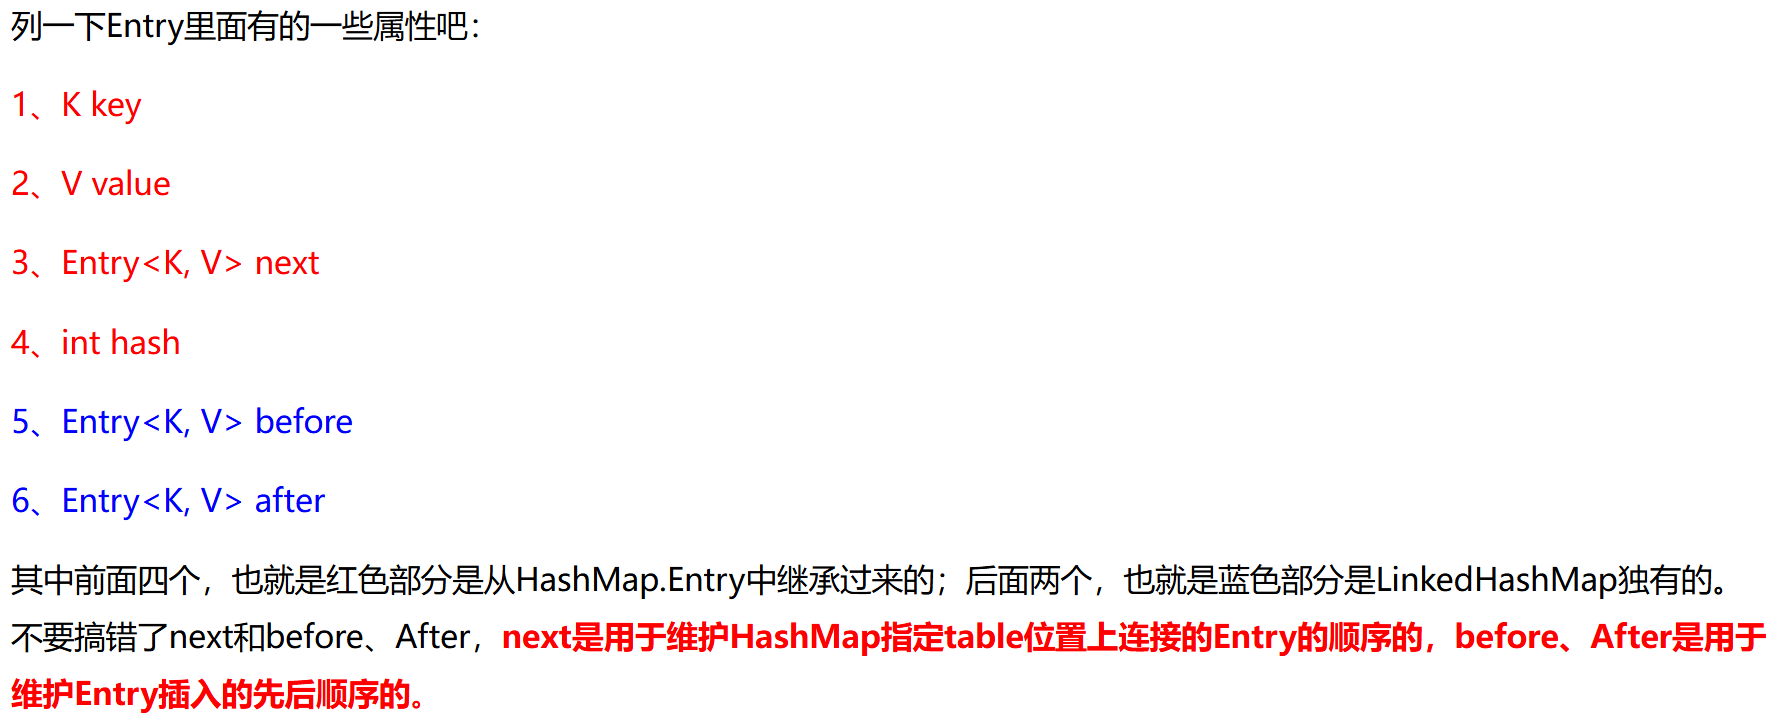 列一下Entry里面有的一些属性吧：
1、K key
2、V value
3、Entry<K, V> next
4、int hash
5、Entry<K, V> before
6、Entry<K, V> after
其中前面四个，也就是红色部分是从HashMap.Entry中继承过来的；后面两个，也就是蓝色部分是LinkedHashMap独有的。
不要搞错了next和before、After，next是用于维护HashMap指定table位置上连接的Entry的顺序的，before、After是用于
维护Entry插入的先后顺序的。